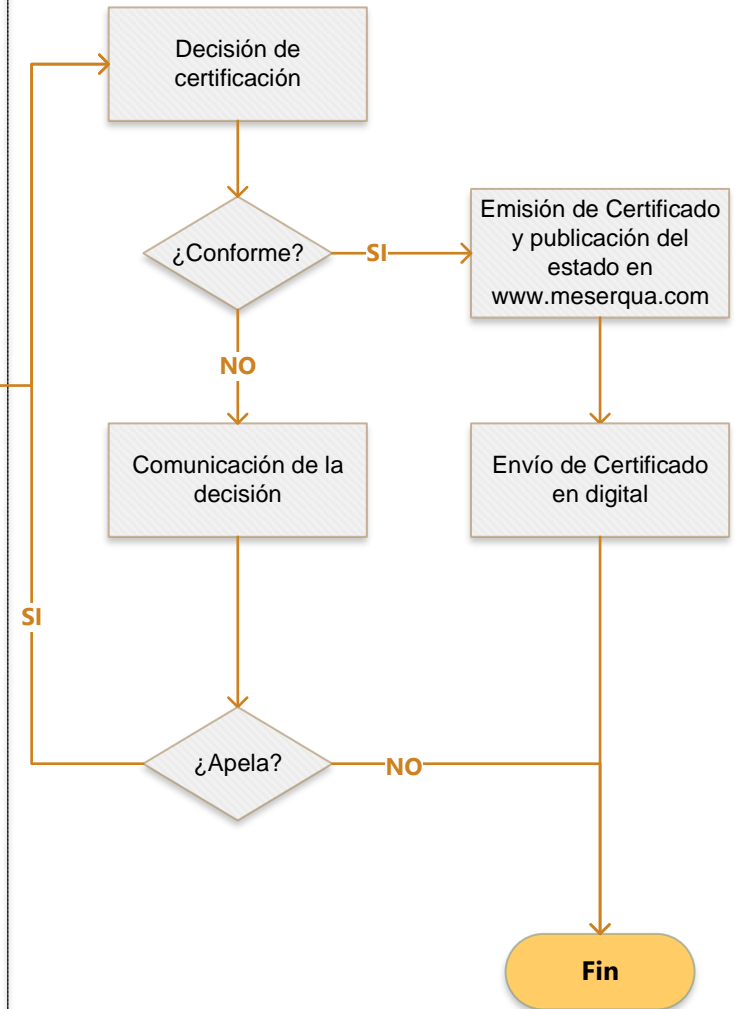 Decisión de
certificación
¿Conforme?
SI
Emisión de Certificado
y publicación del
estado en
www.meserqua.com
NO
Comunicación de la
decisión
Envío de Certificado
en digital
SI
¿Apela?
NO
Fin